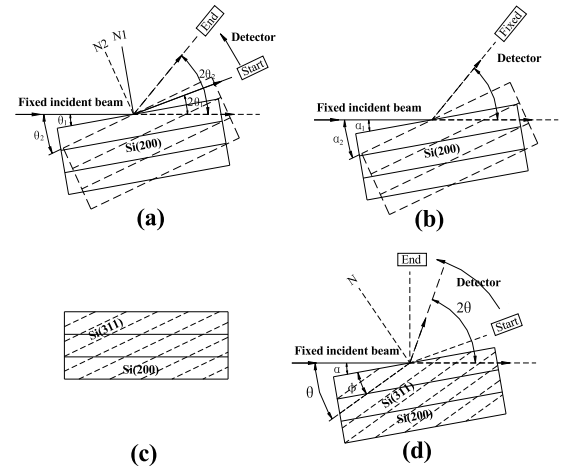 N2 N1
End
Detector
Start
2θ₂
2θ₁
Fixed incident beam
θ₁
θ₂
Si(200)
(a)
Fixed
Detector
Fixed incident beam
α₁
α₂
Si(200)
(b)
Si(311)
Si(200)
(c)
N
End
Detector
2θ
Start
Fixed incident beam
α
θ
ϕ
Si(311)
Si(200)
(d)